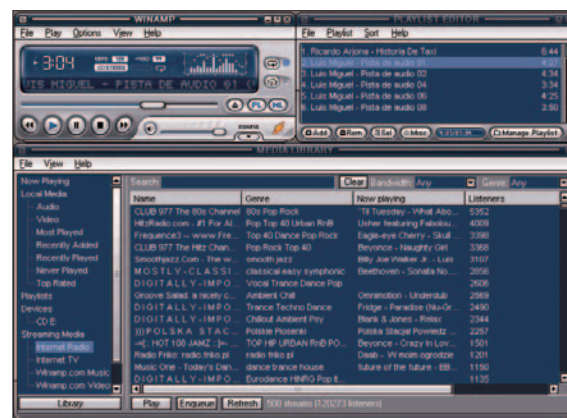 WINAMP
File Play Options View Help
3:04
UIS MIGUEL - PISTA DE AUDIO 01
PL ML
PLAYLIST EDITOR
File Playlist Sort Help
1. Ricardo Arjona - Historia De Taxi 6:44
2. Luis Miguel - Pista de audio 01 4:27
3. Luis Miguel - Pista de audio 02 4:34
4. Luis Miguel - Pista de audio 04 3:34
5. Luis Miguel - Pista de audio 06 4:25
6. Luis Miguel - Pista de audio 08 3:50
Add Rem Sel Misc Manage Playlist
MEDIA LIBRARY
File View Help
Now Playing
Local Media
Audio
Video
Most Played
Recently Added
Recently Played
Never Played
Top Rated
Playlists
Devices
CD E:
Streaming Media
Internet Radio
Internet TV
Winamp.com Music
Winamp.com Video
Library
Search: Clear Bandwidth: Any Genre: Any
Name Genre Now playing Listeners
CLUB 977 The 80s Channel 80s Pop Rock 'Til Tuesday - What Abo... 5352
HitzRadio.com - #1 For Al... Pop Top 40 Urban RnB Usher featuring Fabolou... 4009
Frequence3 - www.Fre... Top 40 Dance Pop Rock Eagle-eye Cherry - Skull ... 3398
CLUB 977 The Hitz Chan... Pop Rock Top 40 Beyonce - Naughty Girl 3368
Smoothjazz.Com - The w... smooth jazz Billy Joe Walker Jr. - Luis 3107
MOSTLY-CLASSI... classical easy symphonic Beethoven - Sonata No... 2856
DIGITALLY-IMPO... Vocal Trance Dance Pop 2606
Groove Salad: a nicely c... Ambient Chill Omnimotion - Underdub 2569
DIGITALLY-IMPO... Trance Techno Dance Fridge - Paradise (Nu-Gr... 2490
DIGITALLY-IMPO... Chillout Ambient Psy Blank & Jones - Relax 2344
))) POLSKA STAC... Polskie Piosenki Polska Stacja! Powiedz ... 2257
-=[: HOT 108 JAMZ :]=- ... TOP HIP URBAN RnB PO... Beyonce - Crazy in Lov... 1501
Radio Friko: radio.friko.pl radio friko pl Daab - W moim ogrodzie 1201
Music One - Today's Dan... dance trance house future of the future - BB... 1150
DIGITALLY-IMPO... Eurodance HiNRG Pop It... 1135
Play Enqueue Refresh 500 streams (120273 listeners)